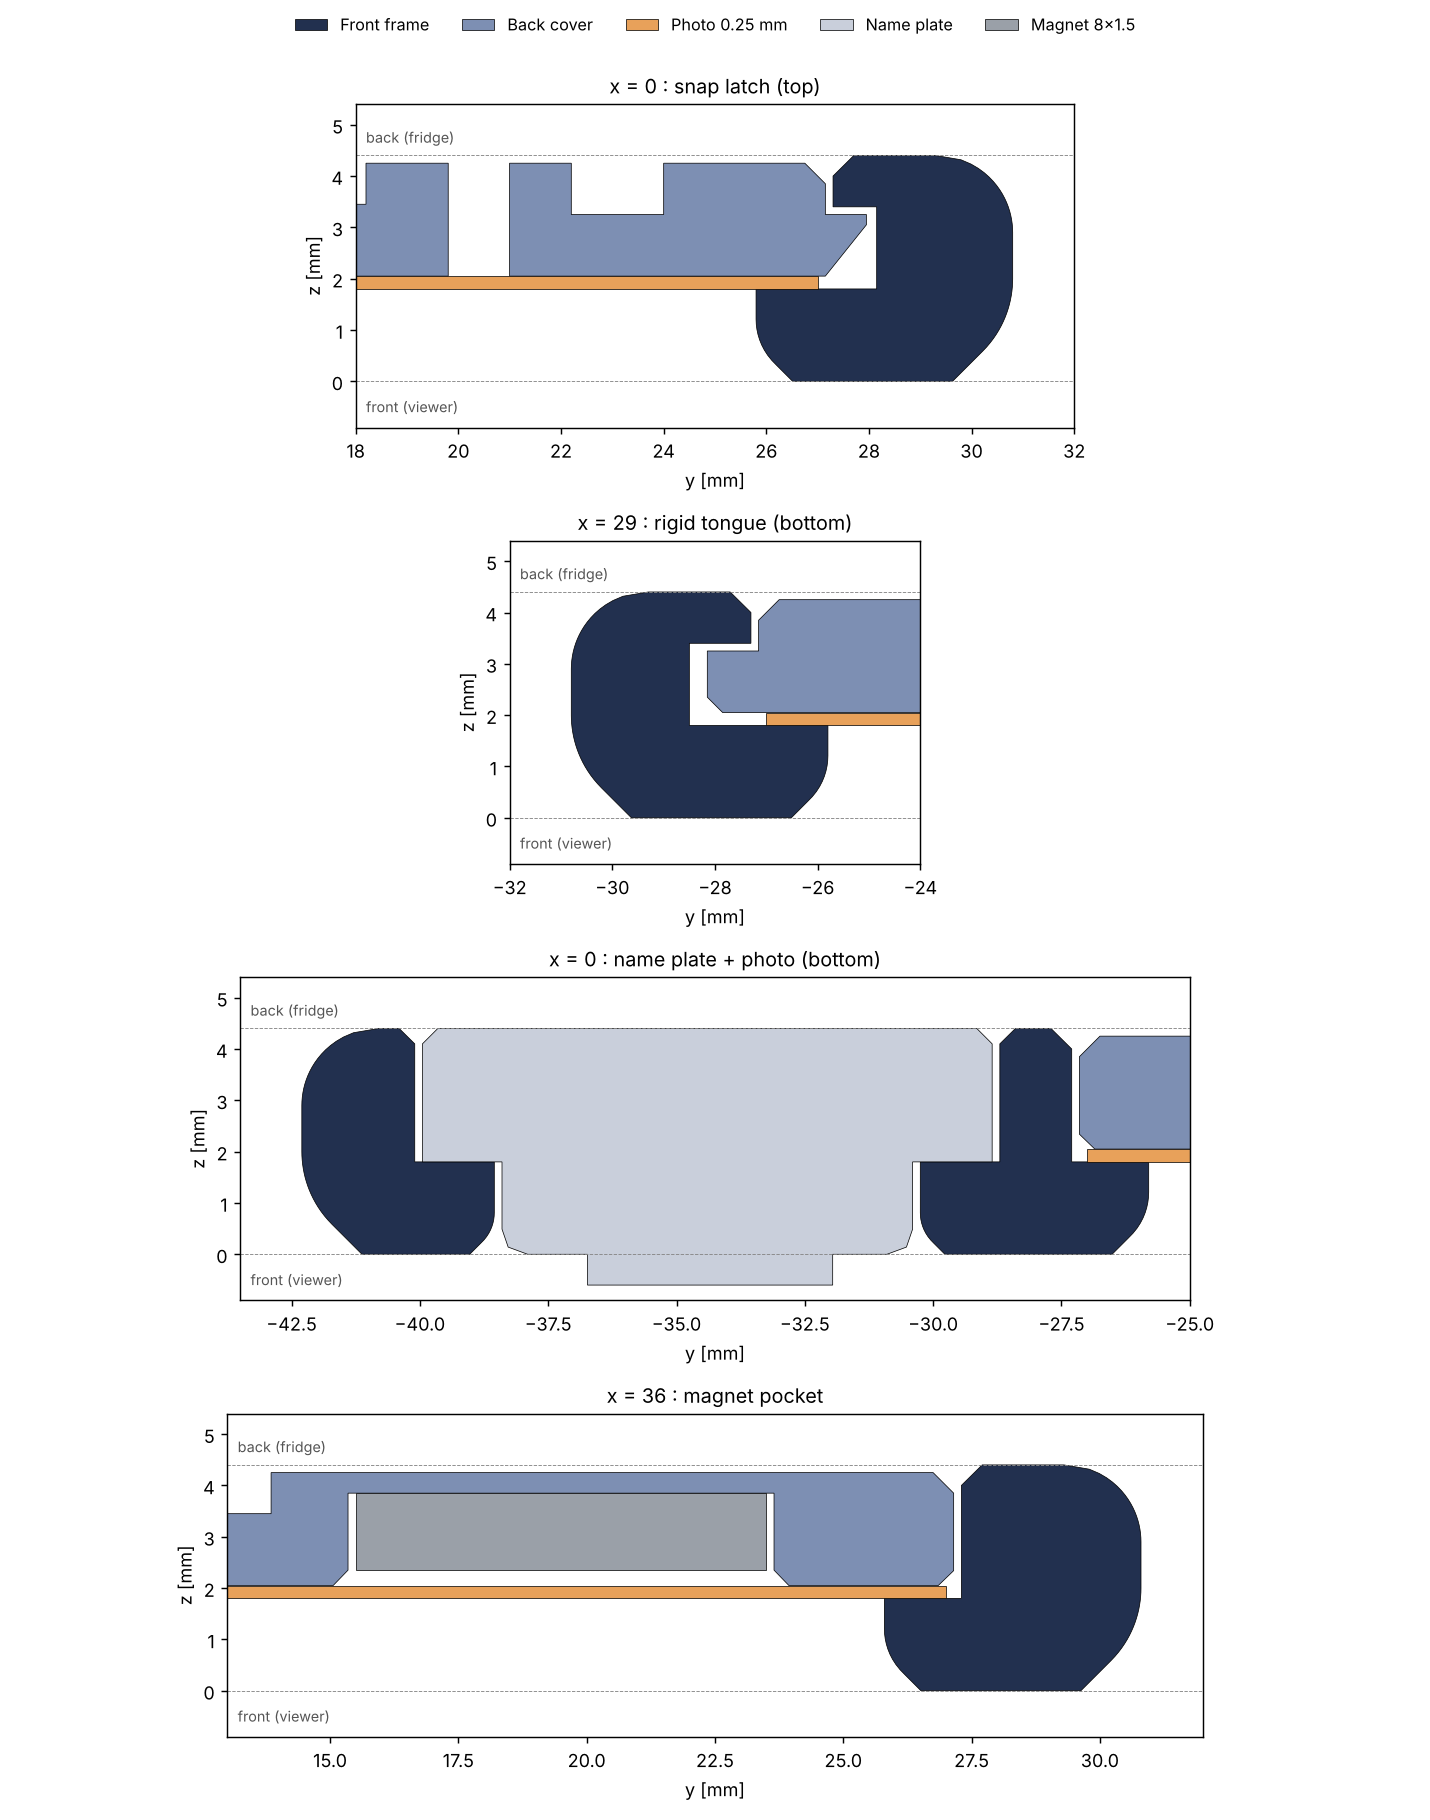 Front frame Back cover Photo 0.25 mm Name plate Magnet 8×1.5
x = 0 : snap latch (top)
5
back (fridge)
4
3
2
1
0
front (viewer)
z [mm]
18 20 22 24 26 28 30 32
y [mm]
x = 29 : rigid tongue (bottom)
5
back (fridge)
4
3
2
1
0
front (viewer)
z [mm]
−32 −30 −28 −26 −24
y [mm]
x = 0 : name plate + photo (bottom)
5
back (fridge)
4
3
2
1
0
front (viewer)
z [mm]
−42.5 −40.0 −37.5 −35.0 −32.5 −30.0 −27.5 −25.0
y [mm]
x = 36 : magnet pocket
5
back (fridge)
4
3
2
1
0
front (viewer)
z [mm]
15.0 17.5 20.0 22.5 25.0 27.5 30.0
y [mm]